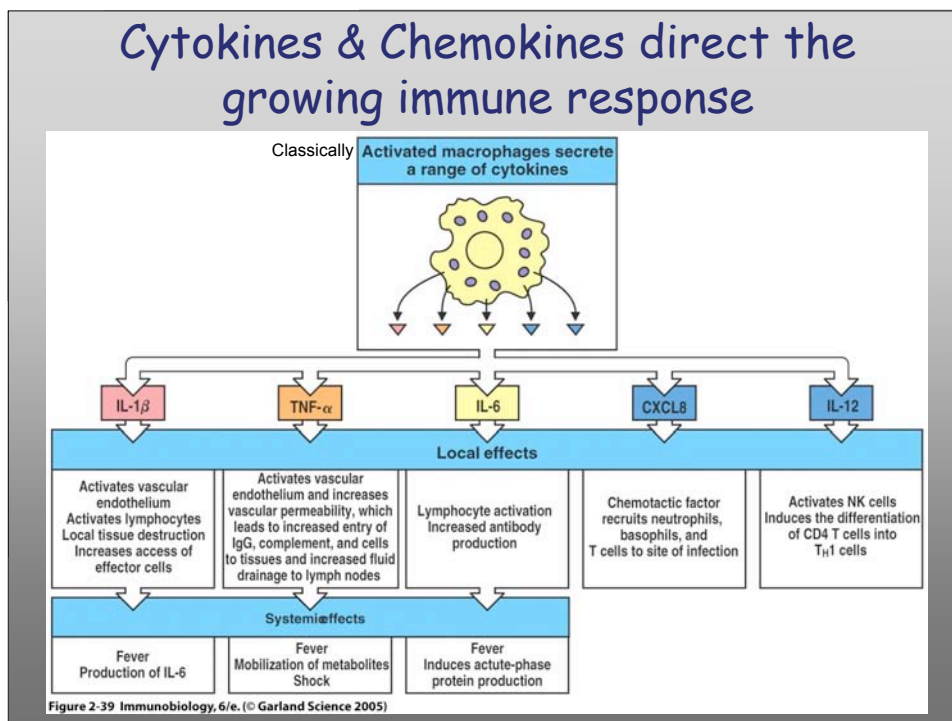 Cytokines & Chemokines direct the
growing immune response
Classically
Activated macrophages secrete
a range of cytokines
IL-1β
TNF-α
IL-6
CXCL8
IL-12
Local effects
Activates vascular
endothelium
Activates lymphocytes
Local tissue destruction
Increases access of
effector cells
Activates vascular
endothelium and increases
vascular permeability, which
leads to increased entry of
IgG, complement, and cells
to tissues and increased fluid
drainage to lymph nodes
Lymphocyte activation
Increased antibody
production
Chemotactic factor
recruits neutrophils,
basophils, and
T cells to site of infection
Activates NK cells
Induces the differentiation
of CD4 T cells into
TH1 cells
Systemic effects
Fever
Production of IL-6
Fever
Mobilization of metabolites
Shock
Fever
Induces actute-phase
protein production
Figure 2-39 Immunobiology, 6/e. (© Garland Science 2005)